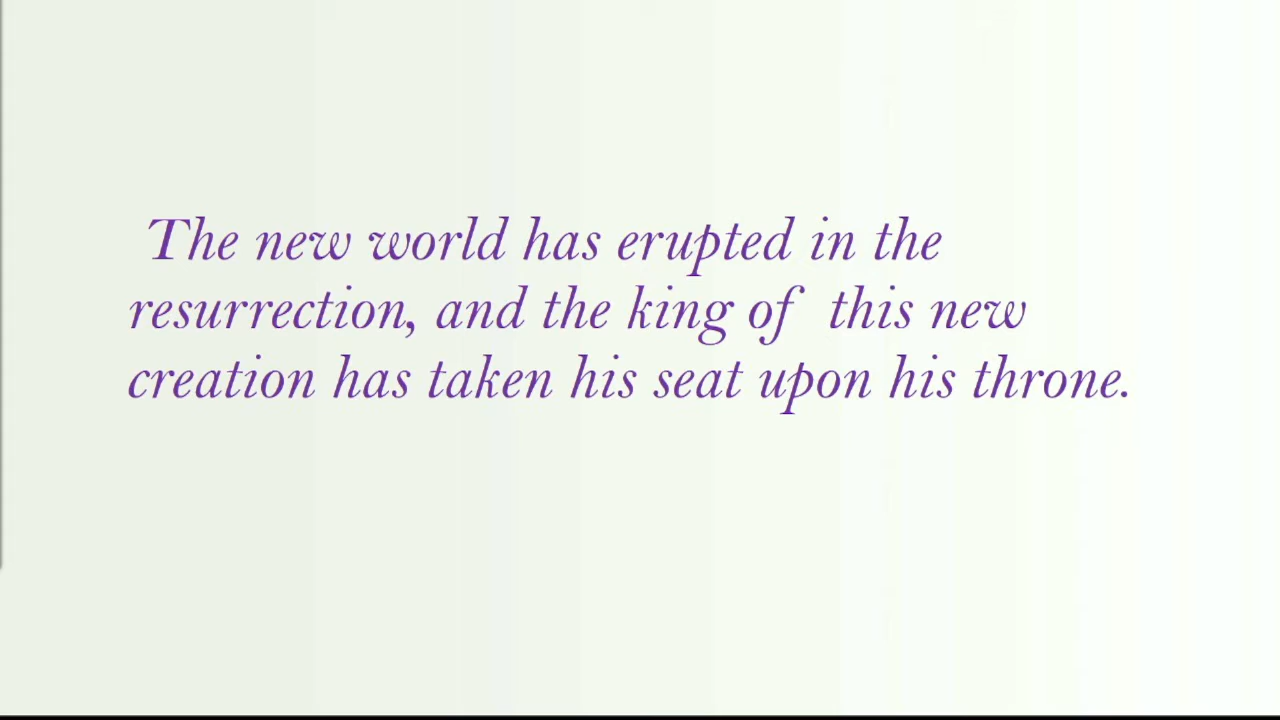 The new world has erupted in the
resurrection, and the king of this new
creation has taken his seat upon his throne.